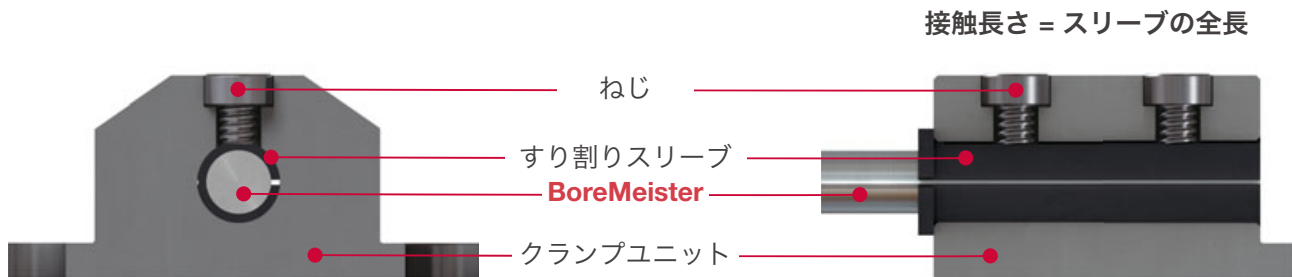 接触長さ = スリーブの全長
ねじ
すり割りスリーブ
BoreMeister
クランプユニット